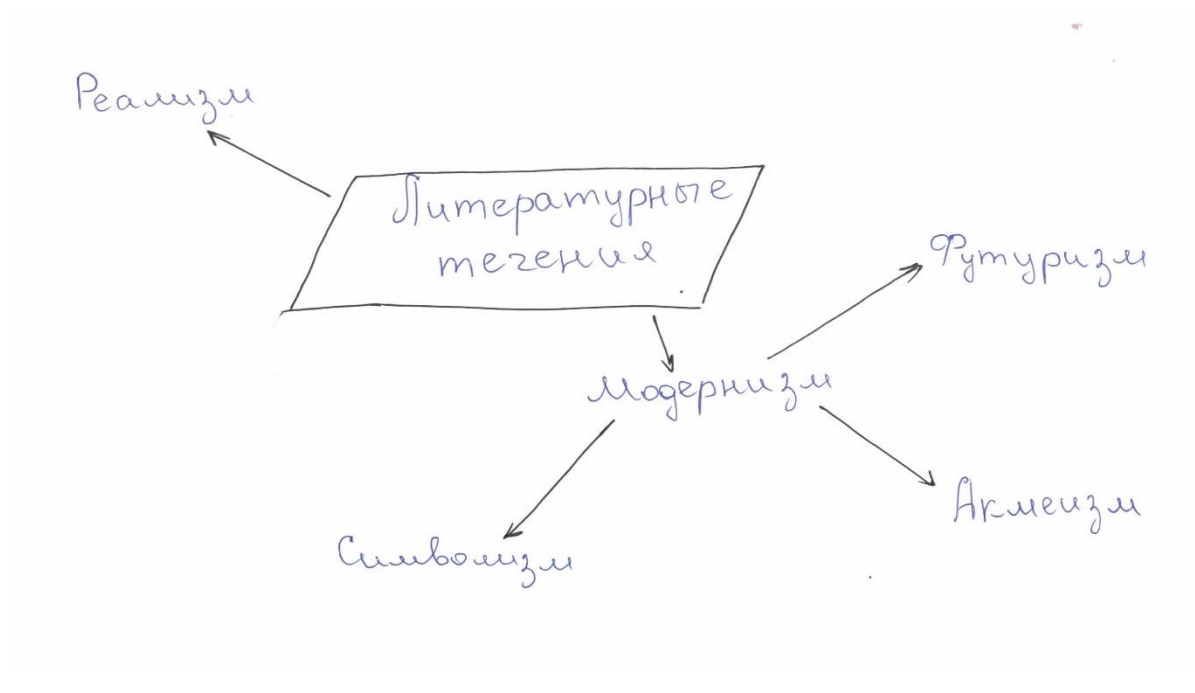 Реализм
Литературные
течения
Футуризм
Модернизм
Акмеизм
Символизм